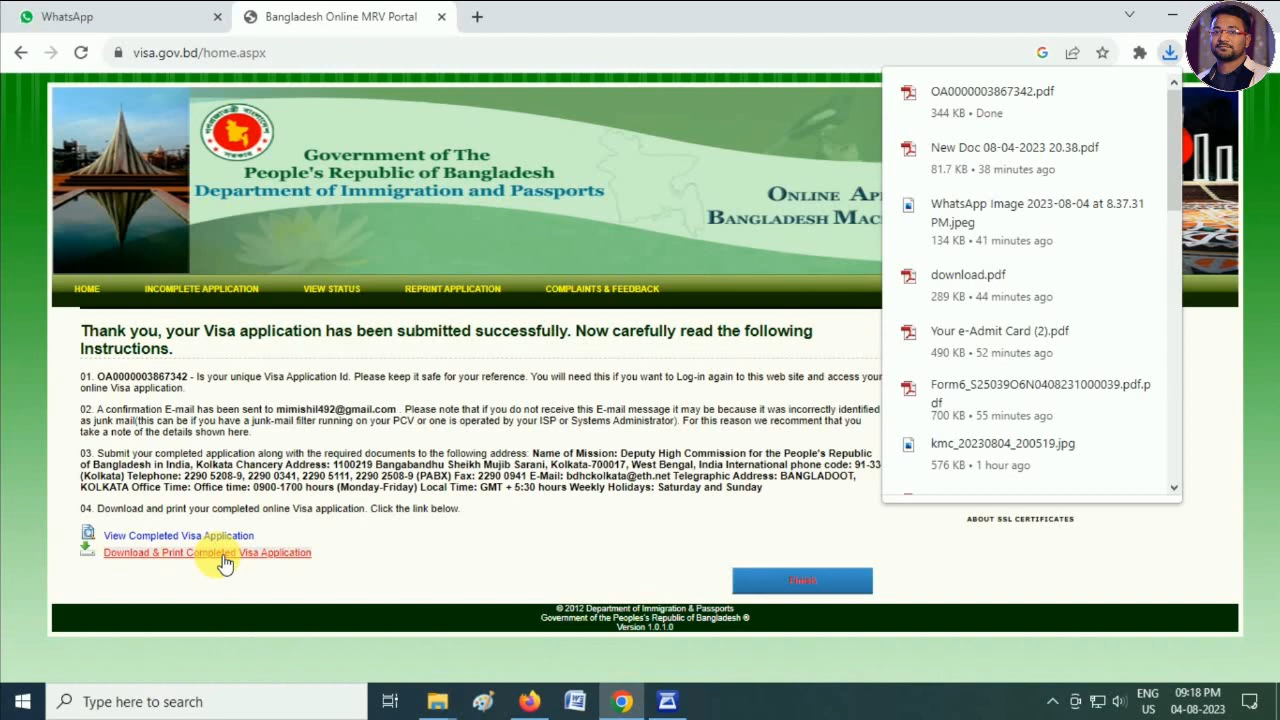 WhatsApp
Bangladesh Online MRV Portal
visa.gov.bd/home.aspx
Government of The
People's Republic of Bangladesh
Department of Immigration and Passports
Online Ap
Bangladesh Mac
HOME
INCOMPLETE APPLICATION
VIEW STATUS
REPRINT APPLICATION
COMPLAINTS & FEEDBACK
Thank you, your Visa application has been submitted successfully. Now carefully read the following
Instructions.
01. OA0000003867342 - Is your unique Visa Application Id. Please keep it safe for your reference. You will need this if you want to Log-in again to this web site and access your
online Visa application.
02. A confirmation E-mail has been sent to mimishil492@gmail.com . Please note that if you do not receive this E-mail message it may be because it was incorrectly identified
as junk mail(this can be if you have a junk-mail filter running on your PCV or one is operated by your ISP or Systems Administrator). For this reason we recommend that you
take a note of the details shown here.
03. Submit your completed application along with the required documents to the following address: Name of Mission: Deputy High Commission for the People's Republic
of Bangladesh in India, Kolkata Chancery Address: 1100219 Bangabandhu Sheikh Mujib Sarani, Kolkata-700017, West Bengal, India International phone code: 91-33
(Kolkata) Telephone: 2290 5208-9, 2290 0341, 2290 5111, 2290 2508-9 (PABX) Fax: 2290 0941 E-Mail: bdhckolkata@eth.net Telegraphic Address: BANGLADOOT,
KOLKATA Office Time: Office time: 0900-1700 hours (Monday-Friday) Local Time: GMT + 5:30 hours Weekly Holidays: Saturday and Sunday
04. Download and print your completed online Visa application. Click the link below.
View Completed Visa Application
Download & Print Completed Visa Application
Finish
© 2012 Department of Immigration & Passports
Government of the Peoples's Republic of Bangladesh ®
Version 1.0.1.0
OA0000003867342.pdf
344 KB • Done
New Doc 08-04-2023 20.38.pdf
81.7 KB • 38 minutes ago
WhatsApp Image 2023-08-04 at 8.37.31
PM.jpeg
134 KB • 41 minutes ago
download.pdf
289 KB • 44 minutes ago
Your e-Admit Card (2).pdf
490 KB • 52 minutes ago
Form6_S25039O6N0408231000039.pdf.p
df
700 KB • 55 minutes ago
kmc_20230804_200519.jpg
576 KB • 1 hour ago
ABOUT SSL CERTIFICATES
Type here to search
ENG
US
09:18 PM
04-08-2023